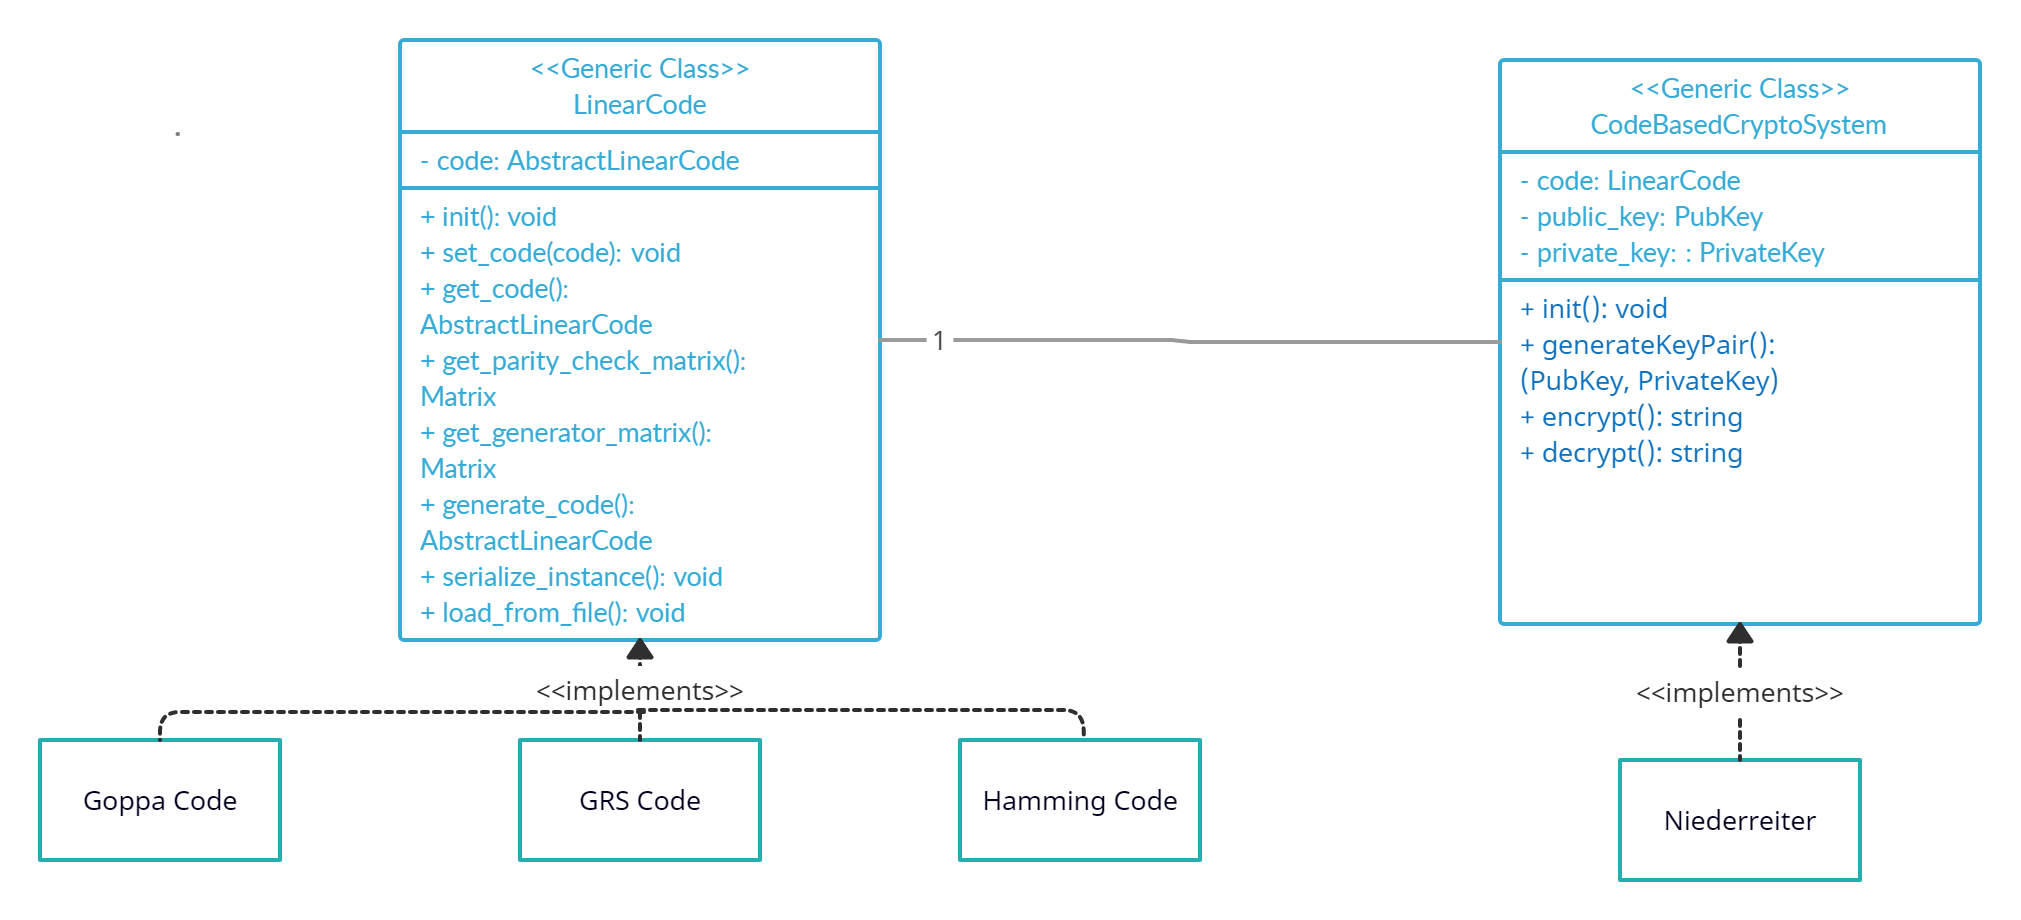 <<Generic Class>>
LinearCode
- code: AbstractLinearCode
+ init(): void
+ set_code(code): void
+ get_code():
AbstractLinearCode
+ get_parity_check_matrix():
Matrix
+ get_generator_matrix():
Matrix
+ generate_code():
AbstractLinearCode
+ serialize_instance(): void
+ load_from_file(): void
1
<<Generic Class>>
CodeBasedCryptoSystem
- code: LinearCode
- public_key: PubKey
- private_key: : PrivateKey
+ init(): void
+ generateKeyPair():
(PubKey, PrivateKey)
+ encrypt(): string
+ decrypt(): string
<<implements>>
<<implements>>
Goppa Code
GRS Code
Hamming Code
Niederreiter